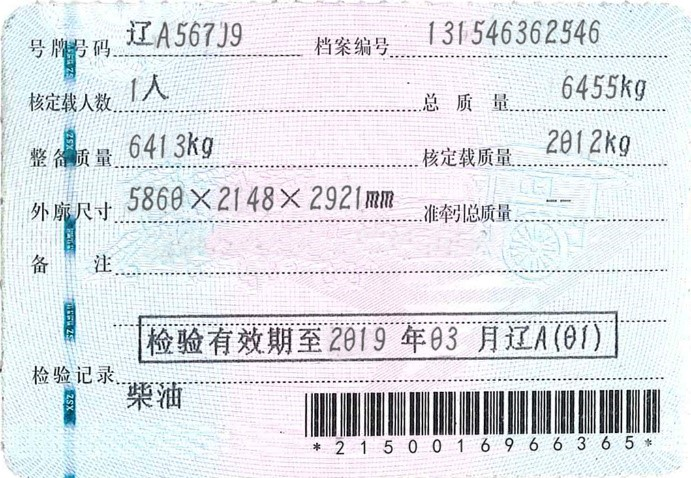 号牌号码 辽A567J9 档案编号 131546362546
核定载人数 1人 总质量 6455kg
整备质量 6413kg 核定载质量 2012kg
外廓尺寸 5860×2148×2921mm 准牵引总质量 --
备注
检验有效期至2019年03月辽A(01)
检验记录
柴油
*2150016966365*